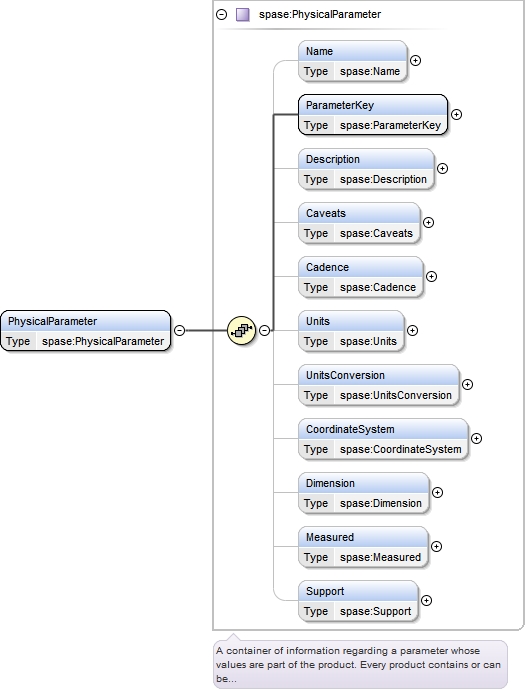 spase:PhysicalParameter
Name
Type spase:Name
ParameterKey
Type spase:ParameterKey
Description
Type spase:Description
Caveats
Type spase:Caveats
Cadence
Type spase:Cadence
PhysicalParameter
Type spase:PhysicalParameter
Units
Type spase:Units
UnitsConversion
Type spase:UnitsConversion
CoordinateSystem
Type spase:CoordinateSystem
Dimension
Type spase:Dimension
Measured
Type spase:Measured
Support
Type spase:Support
A container of information regarding a parameter whose
values are part of the product. Every product contains or can
be...